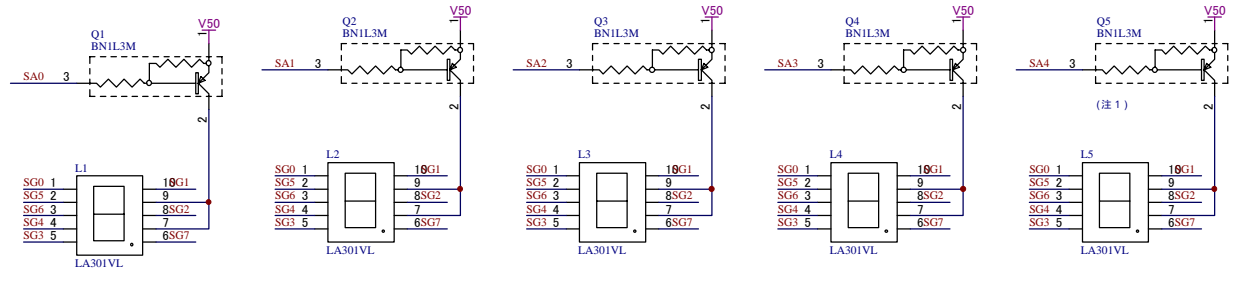 V50
V50
V50
V50
V50
Q1
BN1L3M
1
SA0 3
2
Q2
BN1L3M
1
SA1 3
2
Q3
BN1L3M
1
SA2 3
2
Q4
BN1L3M
1
SA3 3
2
Q5
BN1L3M
1
SA4 3
2
(注1)
L1
SG0 1 10 SG1
SG5 2 9
SG6 3 8 SG2
SG4 4 7
SG3 5 6 SG7
LA301VL
L2
SG0 1 10 SG1
SG5 2 9
SG6 3 8 SG2
SG4 4 7
SG3 5 6 SG7
LA301VL
L3
SG0 1 10 SG1
SG5 2 9
SG6 3 8 SG2
SG4 4 7
SG3 5 6 SG7
LA301VL
L4
SG0 1 10 SG1
SG5 2 9
SG6 3 8 SG2
SG4 4 7
SG3 5 6 SG7
LA301VL
L5
SG0 1 10 SG1
SG5 2 9
SG6 3 8 SG2
SG4 4 7
SG3 5 6 SG7
LA301VL